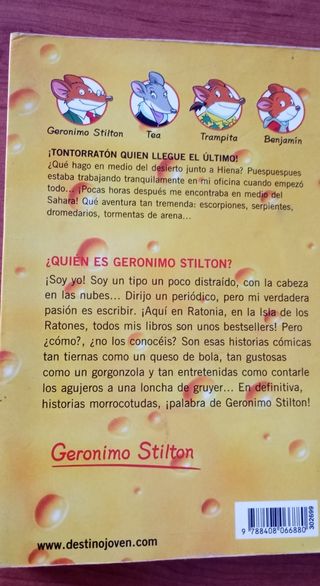 Geronimo Stilton
Tea
Trampita
Benjamín
¡TONTORRATÓN QUIEN LLEGUE EL ÚLTIMO!
¿Qué hago en medio del desierto junto a Hiena? Puespuespues
estaba trabajando tranquilamente en mi oficina cuando empezó
todo... ¡Pocas horas después me encontraba en medio del
Sahara! Qué aventura tan tremenda: escorpiones, serpientes,
dromedarios, tormentas de arena...
¿QUIÉN ES GERONIMO STILTON?
¡Soy yo! Soy un tipo un poco distraído, con la cabeza
en las nubes... Dirijo un periódico, pero mi verdadera
pasión es escribir. ¡Aquí en Ratonia, en la Isla de los
Ratones, todos mis libros son unos bestsellers! Pero
¿cómo?, ¿no los conocéis? Son esas historias cómicas
tan tiernas como un queso de bola, tan gustosas
como un gorgonzola y tan entretenidas como contarle
los agujeros a una loncha de gruyer... En definitiva,
historias morrocotudas, ¡palabra de Geronimo Stilton!
Geronimo Stilton
www.destinojoven.com
9 788408 066880
302699